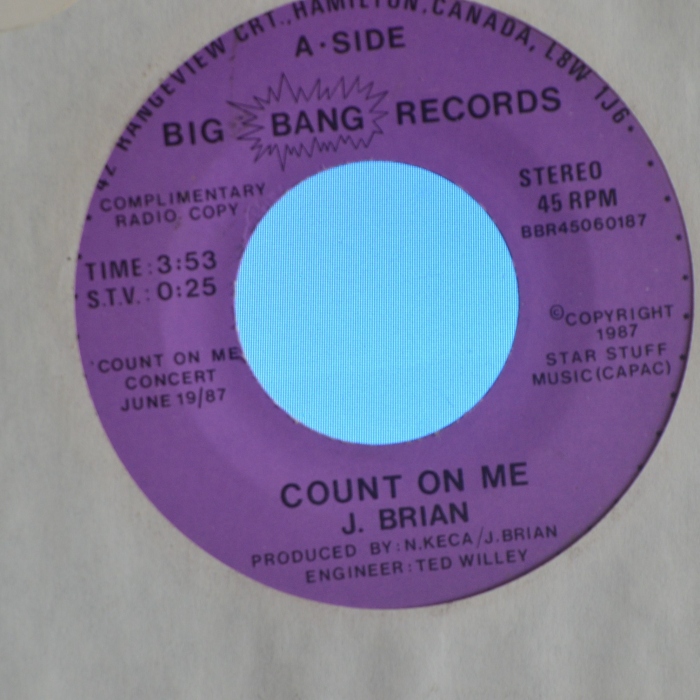 42 RANGEVIEW CRT., HAMILTON, CANADA, L8W 1J6.
A·SIDE
BIG BANG RECORDS
COMPLIMENTARY
RADIO COPY
TIME:3:53
S.T.V.:0:25
STEREO
45 RPM
BBR45060187
COUNT ON ME
CONCERT
JUNE 19/87
©COPYRIGHT
1987
STAR STUFF
MUSIC(CAPAC)
COUNT ON ME
J. BRIAN
PRODUCED BY:N.KECA/J.BRIAN
ENGINEER:TED WILLEY